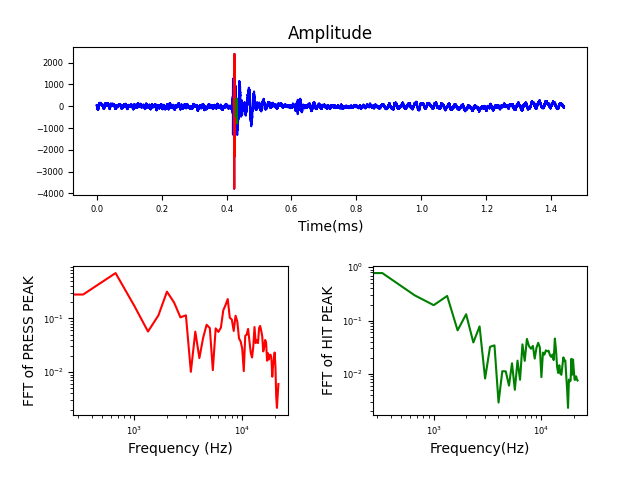 Amplitude
2000
1000
0
−1000
−2000
−3000
−4000
0.0 0.2 0.4 0.6 0.8 1.0 1.2 1.4
Time(ms)
FFT of PRESS PEAK
10⁻¹
10⁻²
10³ 10⁴
Frequency (Hz)
FFT of HIT PEAK
10⁰
10⁻¹
10⁻²
10³ 10⁴
Frequency(Hz)